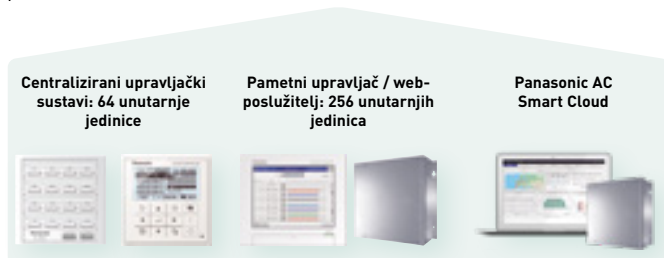 Centralizirani upravljački
sustavi: 64 unutarnje
jedinice
Pametni upravljač / web-
poslužitelj: 256 unutarnjih
jedinica
Panasonic AC
Smart Cloud